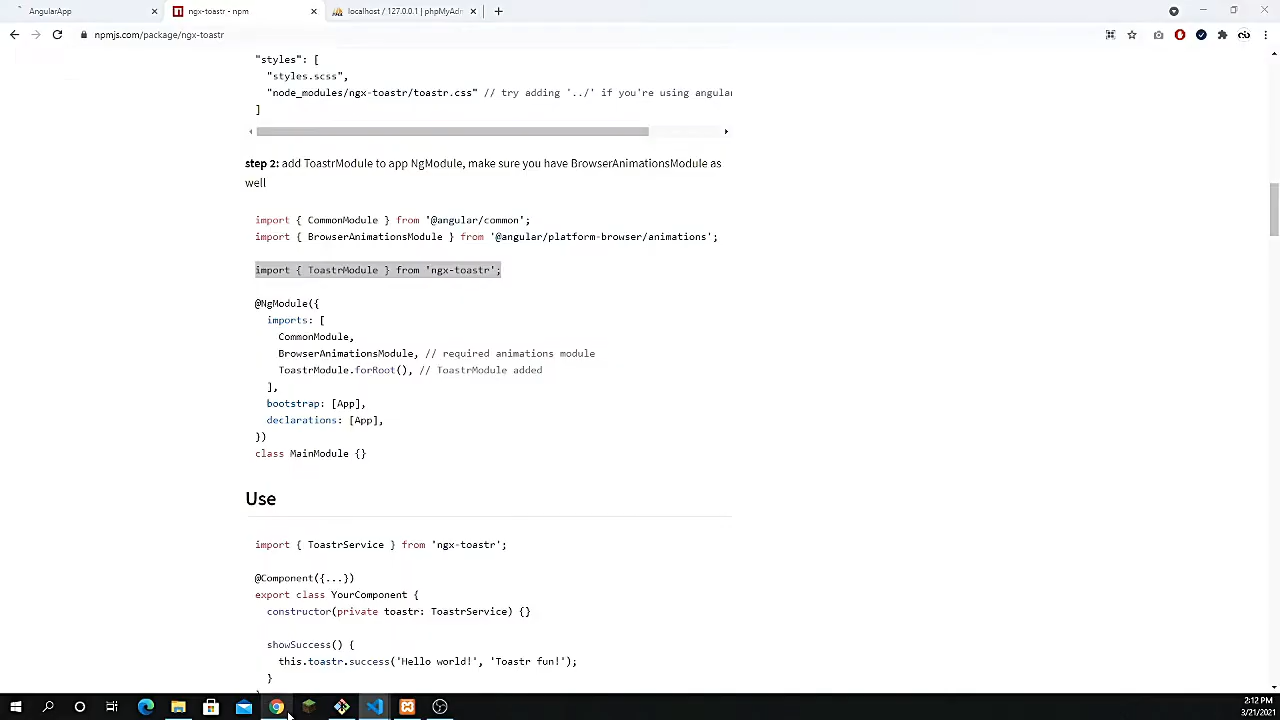 AngularApp
ngx-toastr - npm
localhost / 127.0.0.1 | phpMyAdm
npmjs.com/package/ngx-toastr
"styles": [
"styles.scss",
"node_modules/ngx-toastr/toastr.css" // try adding '../' if you're using angular
]
step 2: add ToastrModule to app NgModule, make sure you have BrowserAnimationsModule as
well
import { CommonModule } from '@angular/common';
import { BrowserAnimationsModule } from '@angular/platform-browser/animations';
import { ToastrModule } from 'ngx-toastr';
@NgModule({
imports: [
CommonModule,
BrowserAnimationsModule, // required animations module
ToastrModule.forRoot(), // ToastrModule added
],
bootstrap: [App],
declarations: [App],
})
class MainModule {}
Use
import { ToastrService } from 'ngx-toastr';
@Component({...})
export class YourComponent {
constructor(private toastr: ToastrService) {}
showSuccess() {
this.toastr.success('Hello world!', 'Toastr fun!');
}
2:12 PM
3/21/2021